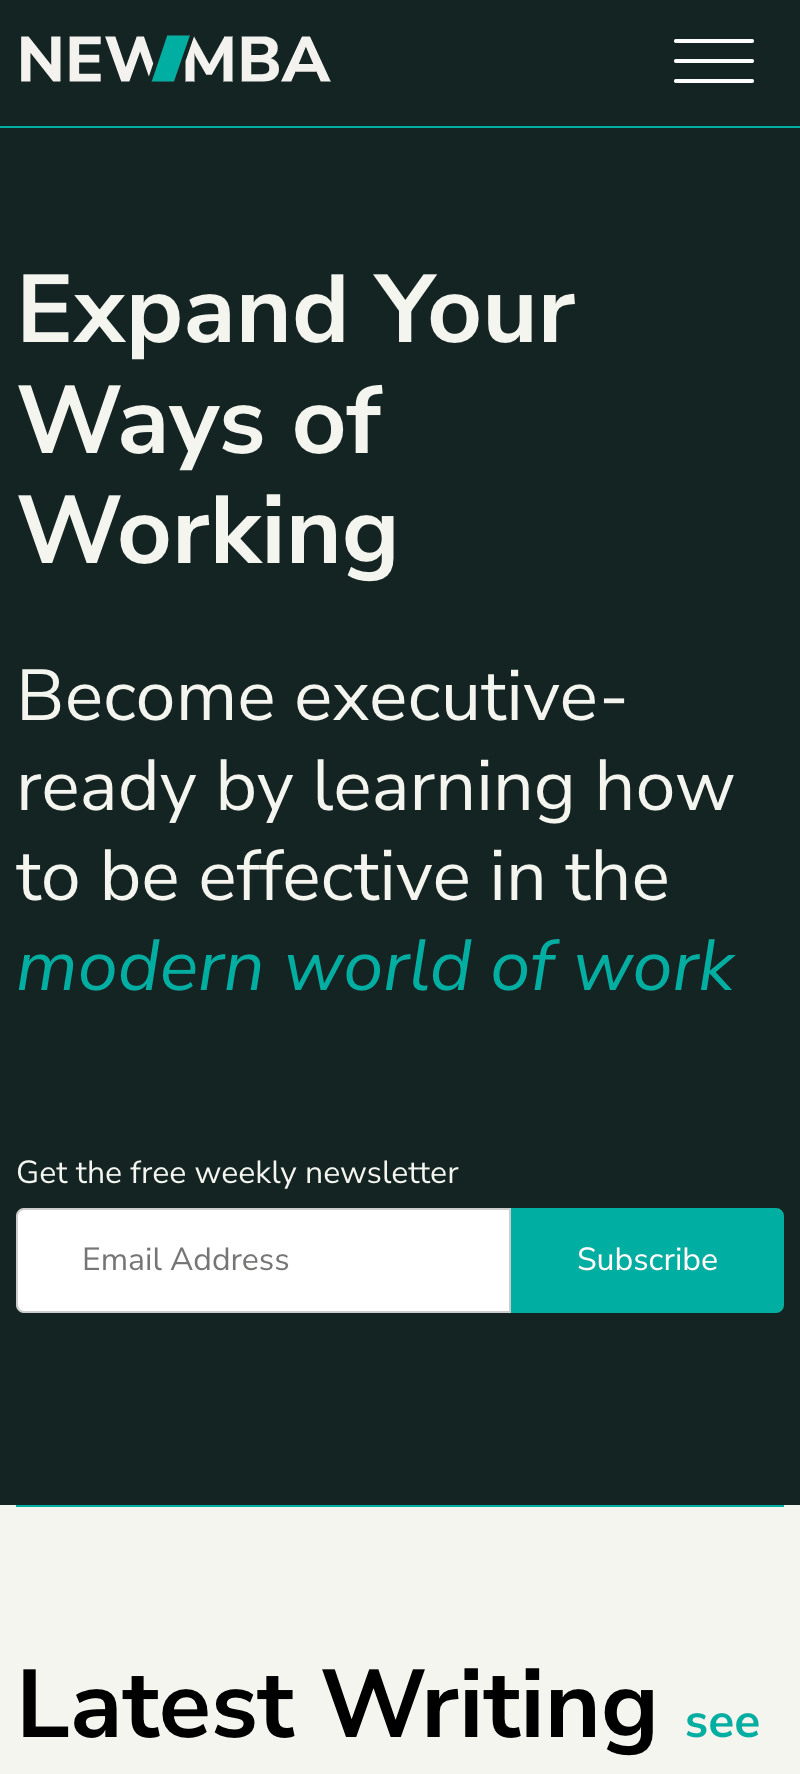 NEW MBA
Expand Your
Ways of
Working
Become executive-
ready by learning how
to be effective in the
modern world of work
Get the free weekly newsletter
Email Address Subscribe
Latest Writing see